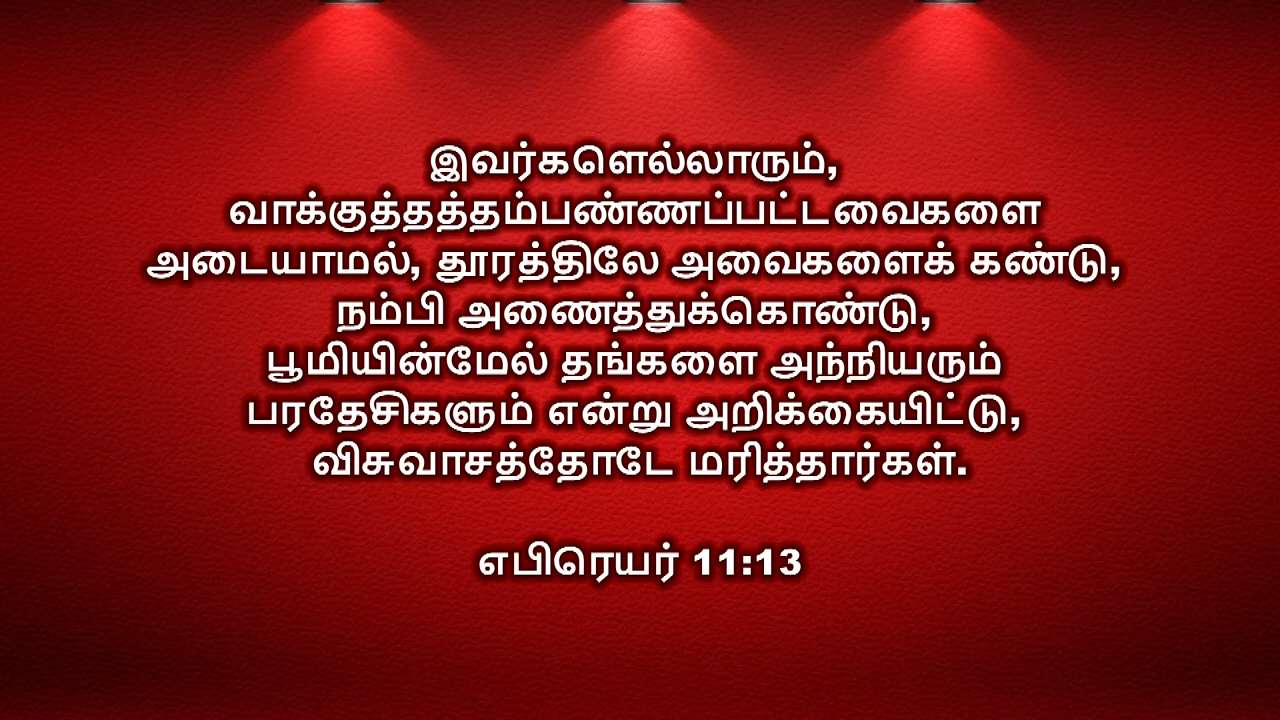 இவர்களெல்லாரும்,
வாக்குத்தத்தம்பண்ணப்பட்டவைகளை
அடையாமல், தூரத்திலே அவைகளைக் கண்டு,
நம்பி அணைத்துக்கொண்டு,
பூமியின்மேல் தங்களை அந்நியரும்
பரதேசிகளும் என்று அறிக்கையிட்டு,
விசுவாசத்தோடே மரித்தார்கள்.
எபிரெயர் 11:13